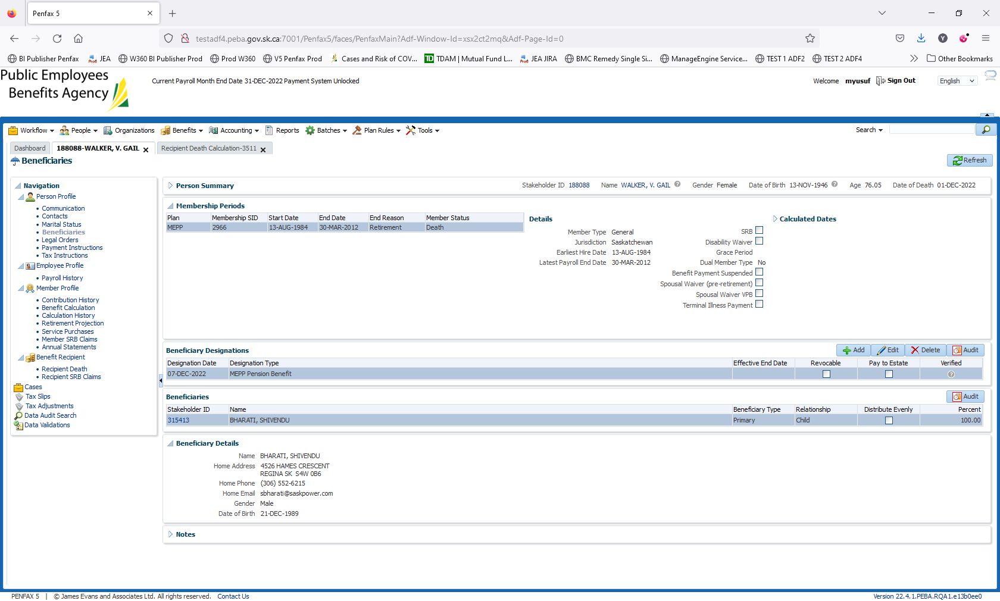 Penfax 5
testadf4.peba.gov.sk.ca:7001/Penfax5/faces/PenfaxMain?Adf-Window-Id=xsx2ct2mq&Adf-Page-Id=0
BI Publisher Penfax JEA W360 BI Publisher Prod Prod W360 V5 Penfax Prod Cases and Risk of COV... TDAM | Mutual Fund L... JEA JIRA BMC Remedy Single Si... ManageEngine Service... TEST 1 ADF2 TEST 2 ADF4 Other Bookmarks
Public Employees
Benefits Agency
Current Payroll Month End Date 31-DEC-2022 Payment System Unlocked
Welcome myusuf Sign Out English
Workflow People Organizations Benefits Accounting Reports Batches Plan Rules Tools Search
Dashboard 188088-WALKER, V. GAIL Recipient Death Calculation-3511
Beneficiaries Refresh
Navigation
Person Profile
Communication
Contacts
Marital Status
Beneficiaries
Legal Orders
Payment Instructions
Tax Instructions
Employee Profile
Payroll History
Member Profile
Contribution History
Benefit Calculation
Calculation History
Retirement Projection
Service Purchases
Member SRB Claims
Annual Statements
Benefit Recipient
Recipient Death
Recipient SRB Claims
Cases
Tax Slips
Tax Adjustments
Data Audit Search
Data Validations
Person Summary Stakeholder ID 188088 Name WALKER, V. GAIL Gender Female Date of Birth 13-NOV-1946 Age 76.05 Date of Death 01-DEC-2022
Membership Periods
Plan Membership SID Start Date End Date End Reason Member Status
MEPP 2966 13-AUG-1984 30-MAR-2012 Retirement Death
Details
Member Type General
Jurisdiction Saskatchewan
Earliest Hire Date 13-AUG-1984
Latest Payroll End Date 30-MAR-2012
SRB
Disability Waiver
Grace Period
Dual Member Type No
Benefit Payment Suspended
Spousal Waiver (pre-retirement)
Spousal Waiver VPB
Terminal Illness Payment
Calculated Dates
Beneficiary Designations Add Edit Delete Audit
Designation Date Designation Type Effective End Date Revocable Pay to Estate Verified
07-DEC-2022 MEPP Pension Benefit
Beneficiaries Audit
Stakeholder ID Name Beneficiary Type Relationship Distribute Evenly Percent
315413 BHARATI, SHIVENDU Primary Child 100.00
Beneficiary Details
Name BHARATI, SHIVENDU
Home Address 4526 HAMES CRESCENT
REGINA SK S4W 0B6
Home Phone (306) 552-6215
Home Email sbharati@saskpower.com
Gender Male
Date of Birth 21-DEC-1989
Notes
PENFAX 5 | © James Evans and Associates Ltd. All rights reserved. Contact Us
Version 22.4.1.PEBA.RQA1.e13b0ee0